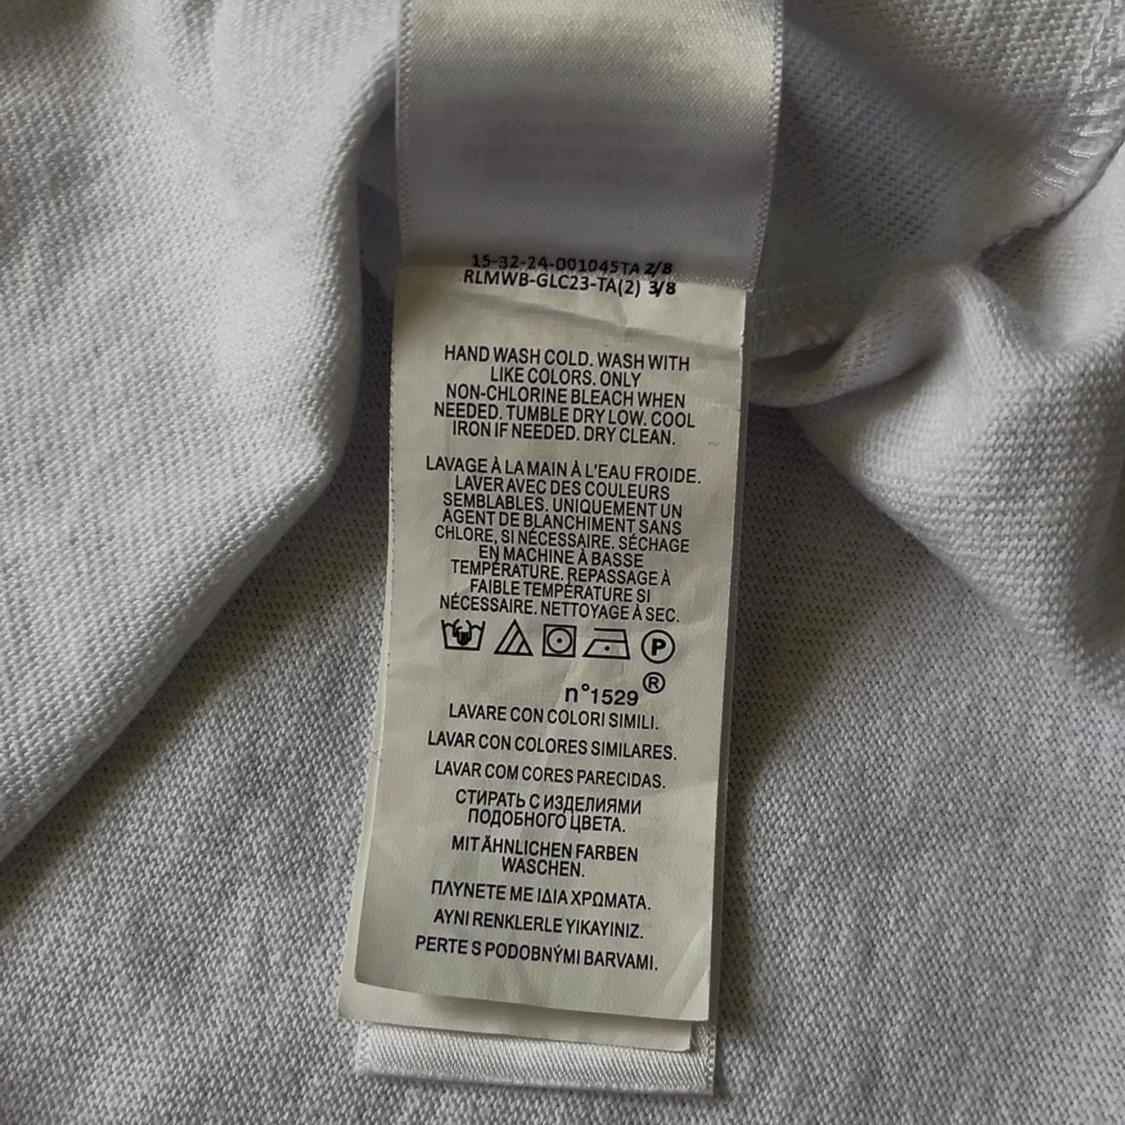 15-32-24-001045TA 2/8
RLMWB-GLC23-TA(2) 3/8
HAND WASH COLD. WASH WITH
LIKE COLORS. ONLY
NON-CHLORINE BLEACH WHEN
NEEDED. TUMBLE DRY LOW. COOL
IRON IF NEEDED. DRY CLEAN.
LAVAGE À LA MAIN À L'EAU FROIDE.
LAVER AVEC DES COULEURS
SEMBLABLES. UNIQUEMENT UN
AGENT DE BLANCHIMENT SANS
CHLORE, SI NÉCESSAIRE. SÉCHAGE
EN MACHINE À BASSE
TEMPÉRATURE. REPASSAGE À
FAIBLE TEMPÉRATURE SI
NÉCESSAIRE. NETTOYAGE À SEC.
P
n°1529 ®
LAVARE CON COLORI SIMILI.
LAVAR CON COLORES SIMILARES.
LAVAR COM CORES PARECIDAS.
СТИРАТЬ С ИЗДЕЛИЯМИ
ПОДОБНОГО ЦВЕТА.
MIT ÄHNLICHEN FARBEN
WASCHEN.
ΠΛΥΝΕΤΕ ΜΕ ΙΔΙΑ ΧΡΩΜΑΤΑ.
AYNI RENKLERLE YIKAYINIZ.
PERTE S PODOBNÝMI BARVAMI.